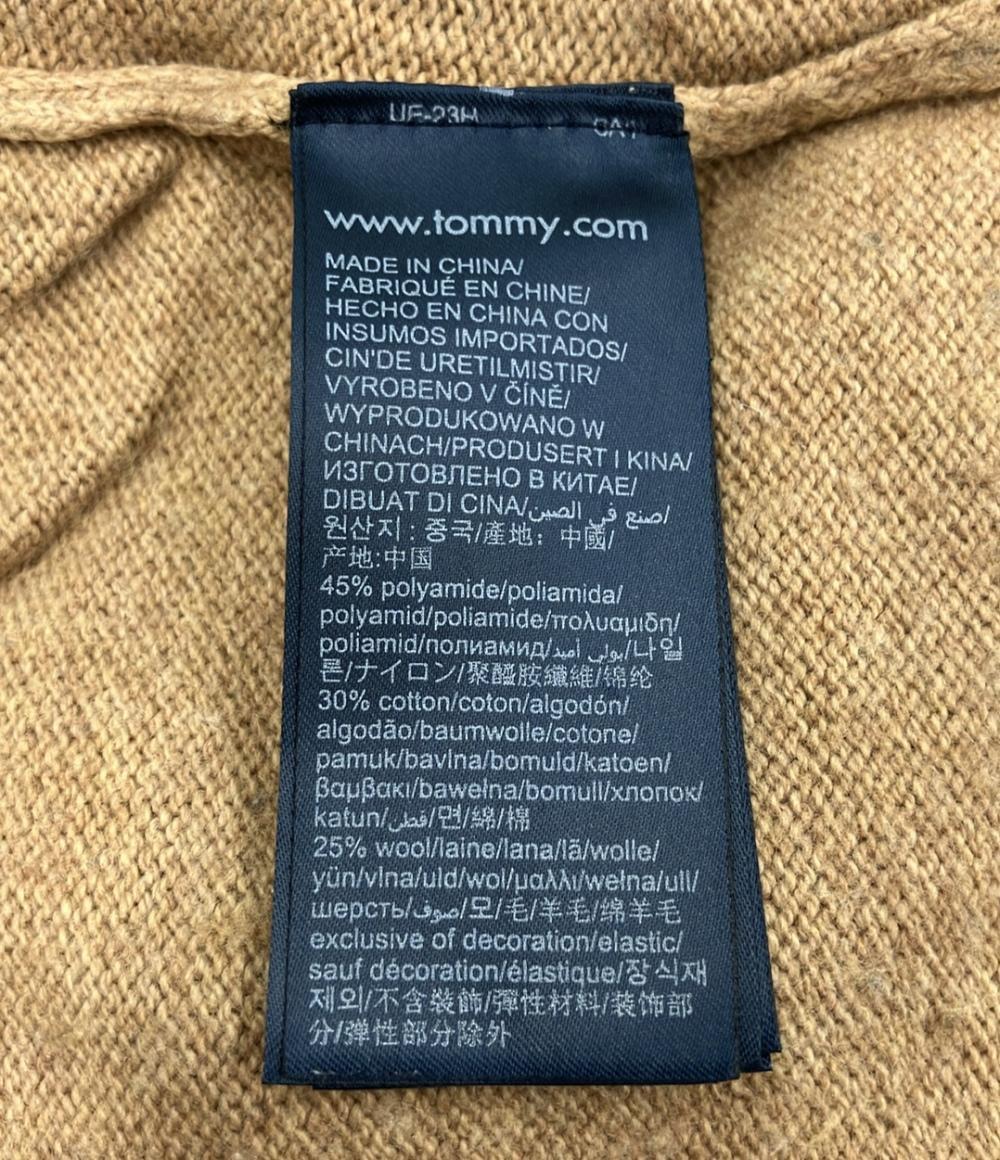 www.tommy.com
MADE IN CHINA/
FABRIQUÉ EN CHINE/
HECHO EN CHINA CON
INSUMOS IMPORTADOS/
CIN'DE URETILMISTIR/
VYROBENO V ČÍNĚ/
WYPRODUKOWANO W
CHINACH/PRODUSERT I KINA/
ИЗГОТОВЛЕНО В КИТАЕ/
DIBUAT DI CINA/صنع في الصين/
원산지 : 중국/產地：中國/
产地:中国
45% polyamide/poliamida/
polyamid/poliamide/πολυαμιδη/
poliamid/полиамид/بولي أميد/나일
론/ナイロン/聚醯胺纖維/锦纶
30% cotton/coton/algodón/
algodão/baumwolle/cotone/
pamuk/bavlna/bomuld/katoen/
βαμβακι/bawełna/bomull/хлопок/
katun/قطن/면/綿/棉
25% wool/laine/lana/lã/wolle/
yün/vlna/uld/wol/μαλλι/wełna/ull/
шерсть/صوف/모/毛/羊毛/绵羊毛
exclusive of decoration/elastic/
sauf décoration/élastique/장식재
제외/不含裝飾/彈性材料/装饰部
分/弹性部分除外